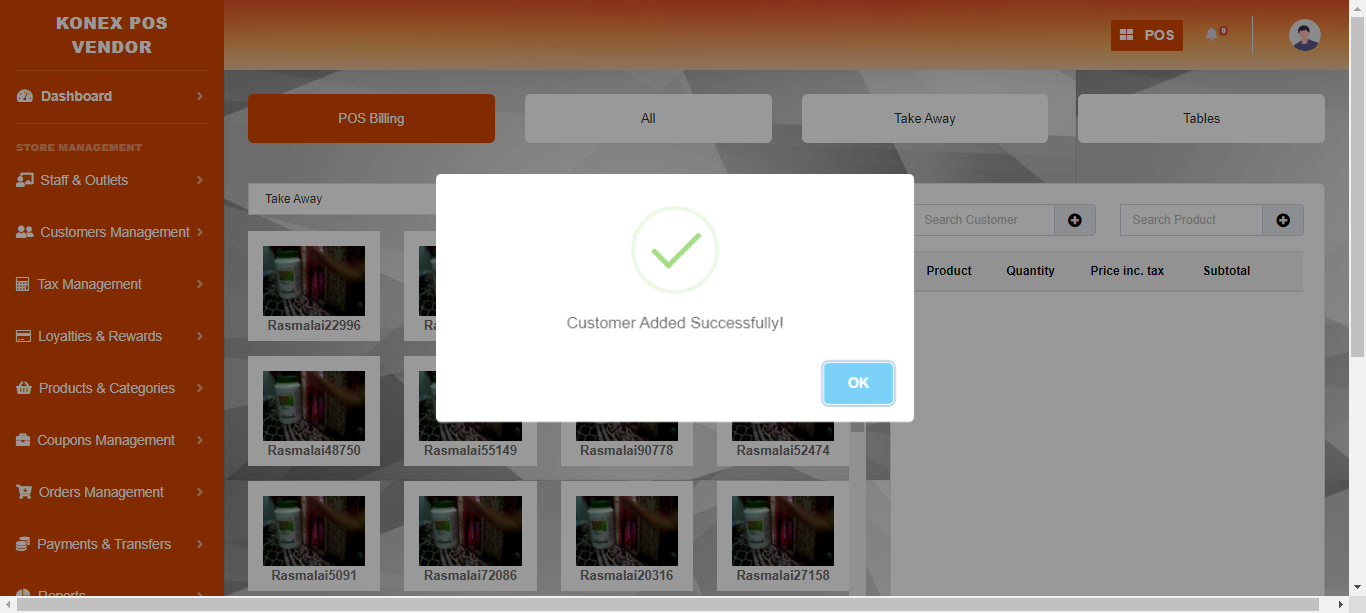 KONEX POS
VENDOR
POS
0
Dashboard
STORE MANAGEMENT
Staff & Outlets
Customers Management
Tax Management
Loyalties & Rewards
Products & Categories
Coupons Management
Orders Management
Payments & Transfers
Reports
POS Billing
All
Take Away
Tables
Take Away
Search Customer
Search Product
Product
Quantity
Price inc. tax
Subtotal
Customer Added Successfully!
OK
Rasmalai22996
Rasmalai48750
Rasmalai55149
Rasmalai90778
Rasmalai52474
Rasmalai5091
Rasmalai72086
Rasmalai20316
Rasmalai27158